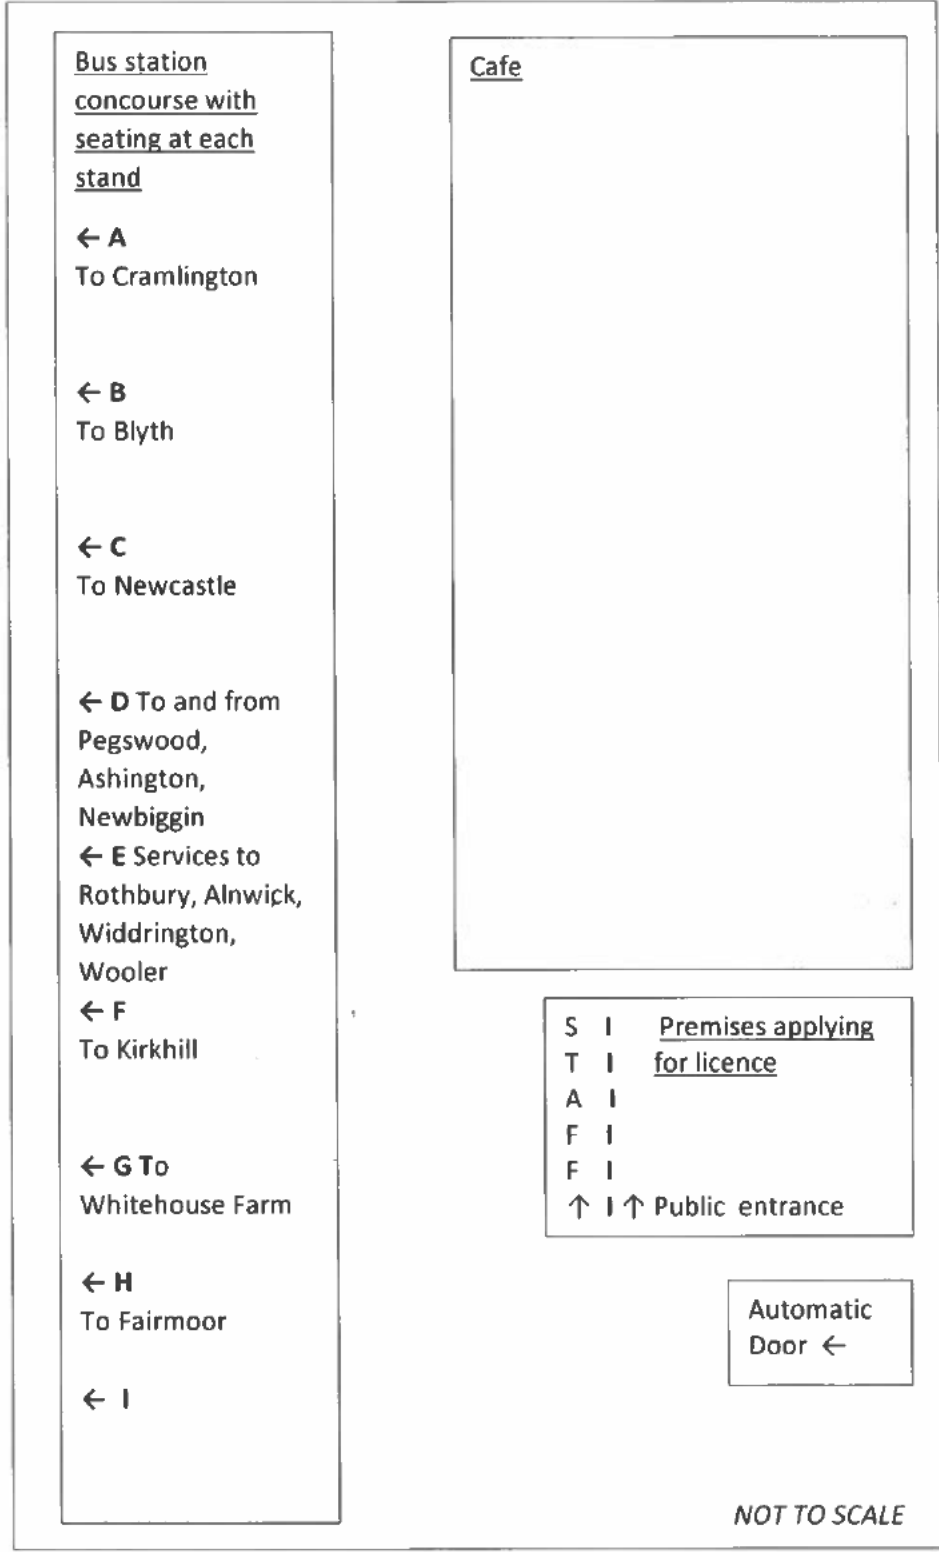 Bus station
concourse with
seating at each
stand
← A
To Cramlington
← B
To Blyth
← C
To Newcastle
← D To and from
Pegswood,
Ashington,
Newbiggin
← E Services to
Rothbury, Alnwick,
Widdrington,
Wooler
← F
To Kirkhill
← G To
Whitehouse Farm
← H
To Fairmoor
← I
Cafe
S I Premises applying
T I for licence
A I
F I
F I
↑ I ↑ Public entrance
Automatic
Door ←
NOT TO SCALE